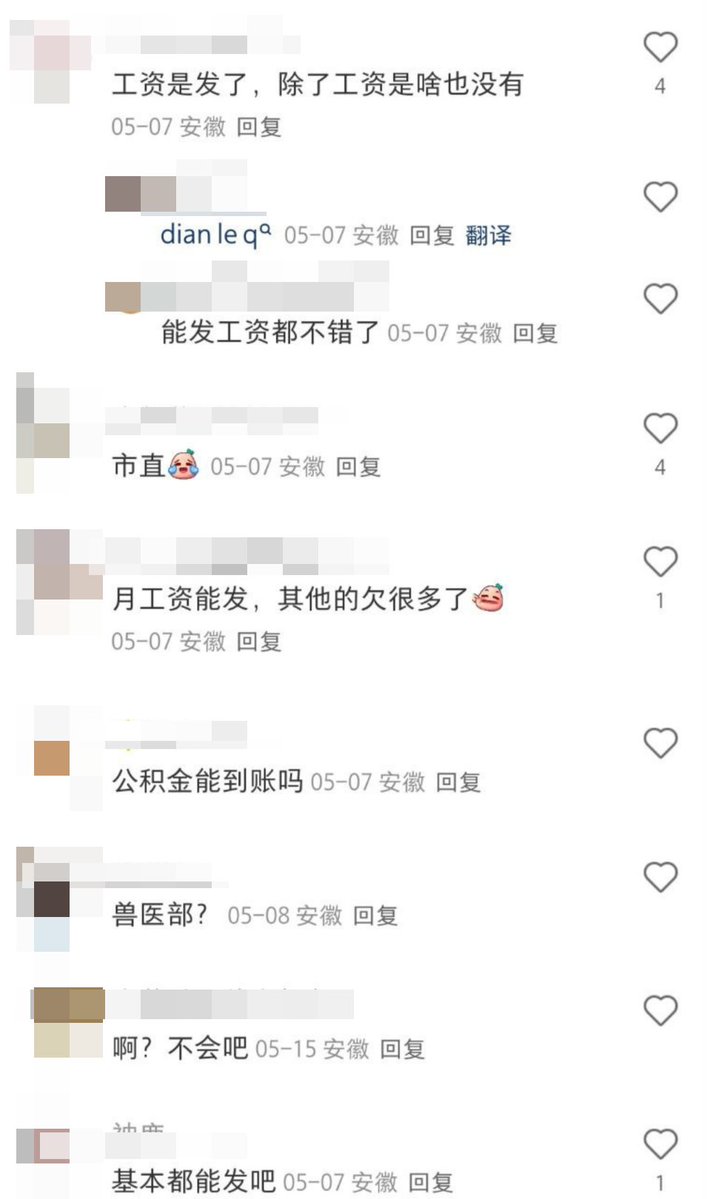 工资是发了，除了工资是啥也没有
4
05-07 安徽 回复
dian le q 05-07 安徽 回复 翻译
能发工资都不错了 05-07 安徽 回复
市直 05-07 安徽 回复
4
月工资能发，其他的欠很多了
1
05-07 安徽 回复
公积金能到账吗 05-07 安徽 回复
兽医部？ 05-08 安徽 回复
啊？不会吧 05-15 安徽 回复
基本都能发吧 05-07 安徽 回复
1